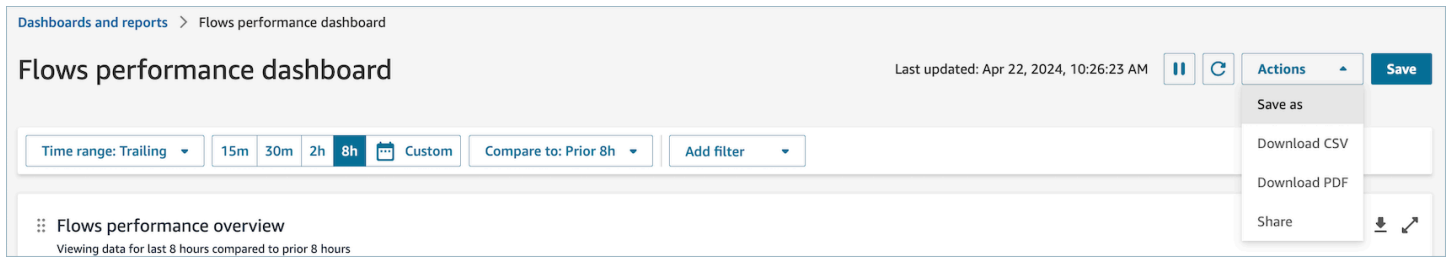 Dashboards and reports > Flows performance dashboard
Flows performance dashboard
Last updated: Apr 22, 2024, 10:26:23 AM
Actions
Save
Save as
Download CSV
Download PDF
Share
Time range: Trailing
15m 30m 2h 8h Custom
Compare to: Prior 8h
Add filter
Flows performance overview
Viewing data for last 8 hours compared to prior 8 hours